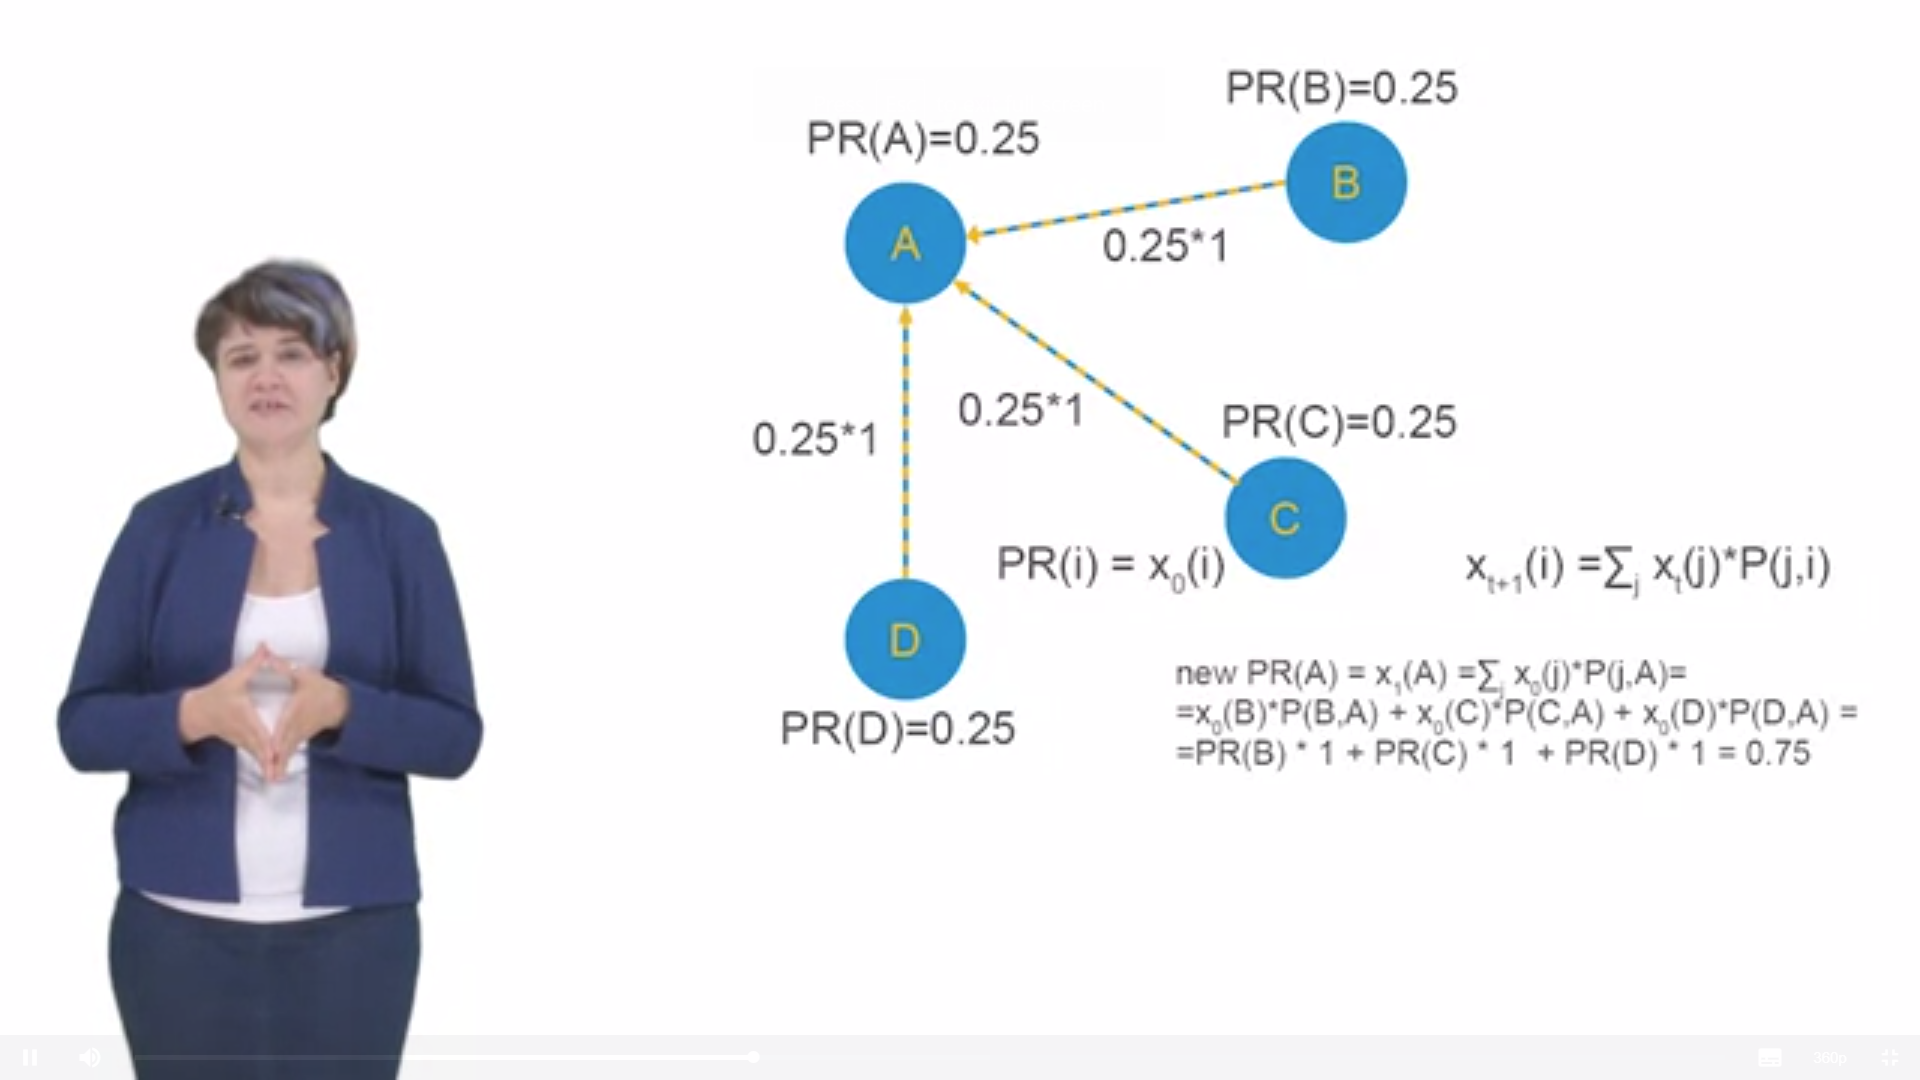 PR(B)=0.25
PR(A)=0.25
B
A
0.25*1
0.25*1
0.25*1
PR(C)=0.25
C
PR(i) = x₀(i)
xₜ₊₁(i) =∑ⱼ xₜ(j)*P(j,i)
D
new PR(A) = x₁(A) =∑ⱼ x₀(j)*P(j,A)=
=x₀(B)*P(B,A) + x₀(C)*P(C,A) + x₀(D)*P(D,A) =
=PR(B) * 1 + PR(C) * 1 + PR(D) * 1 = 0.75
PR(D)=0.25
360p